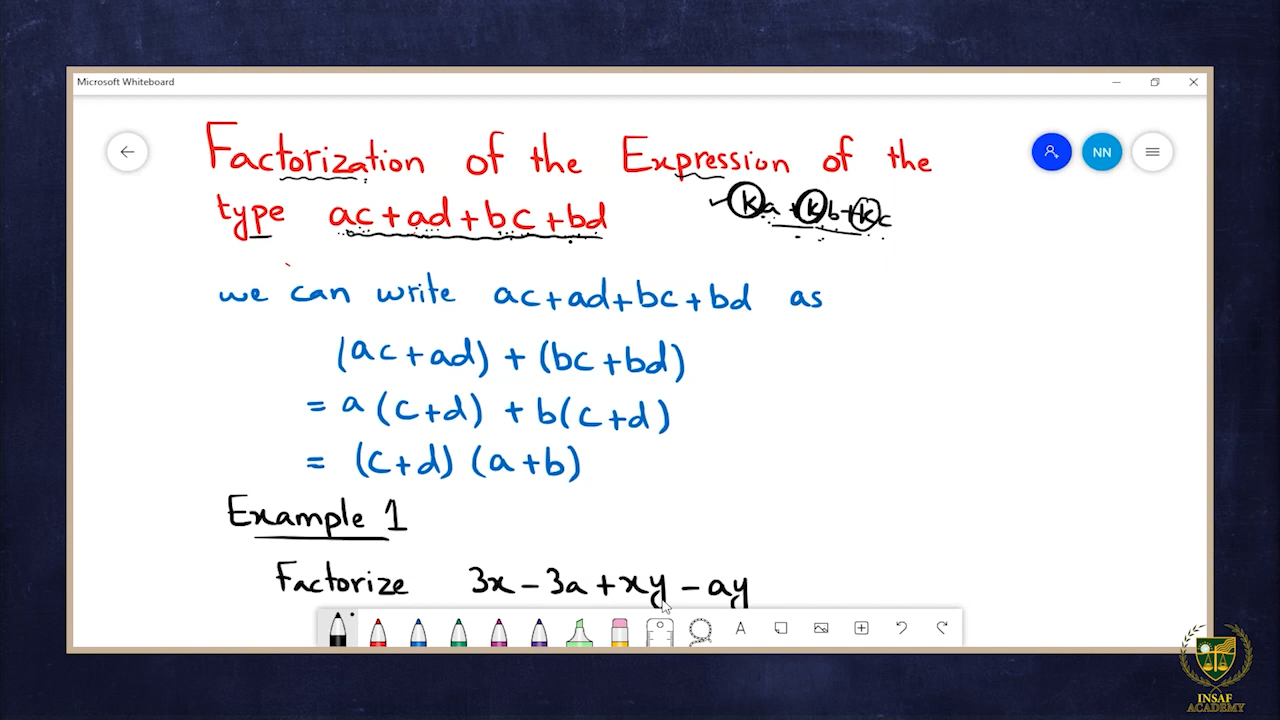 Microsoft Whiteboard
Factorization of the Expression of the
type ac+ad+bc+bd
ka+kb+kc
NN
we can write ac+ad+bc+bd as
(ac+ad) + (bc+bd)
= a(c+d) + b(c+d)
= (c+d) (a+b)
Example 1
Factorize 3x-3a+xy-ay
A
INSAF
ACADEMY